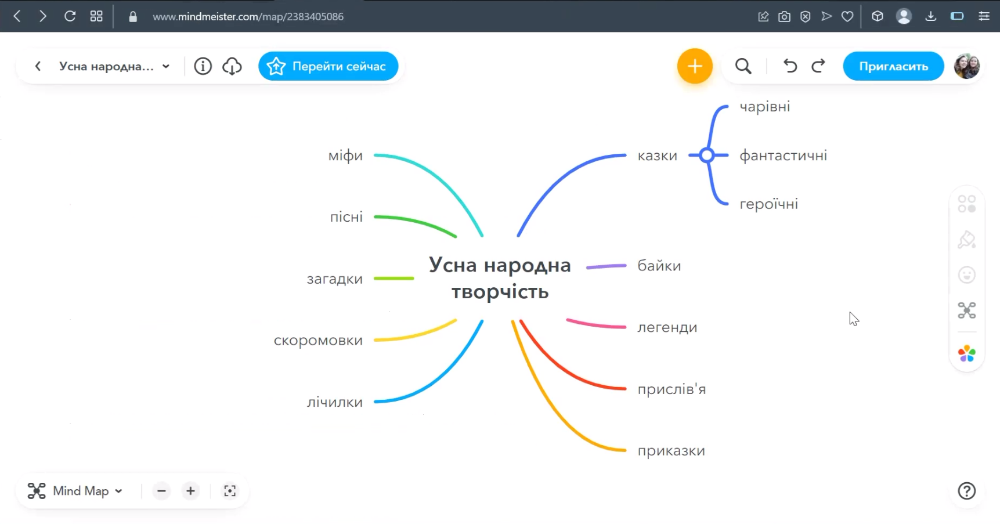 www.mindmeister.com/map/2383405086
Усна народна...
Перейти сейчас
Пригласить
чарівні
міфи
казки
фантастичні
героїчні
пісні
Усна народна
творчість
байки
загадки
легенди
скоромовки
прислів'я
лічилки
приказки
Mind Map